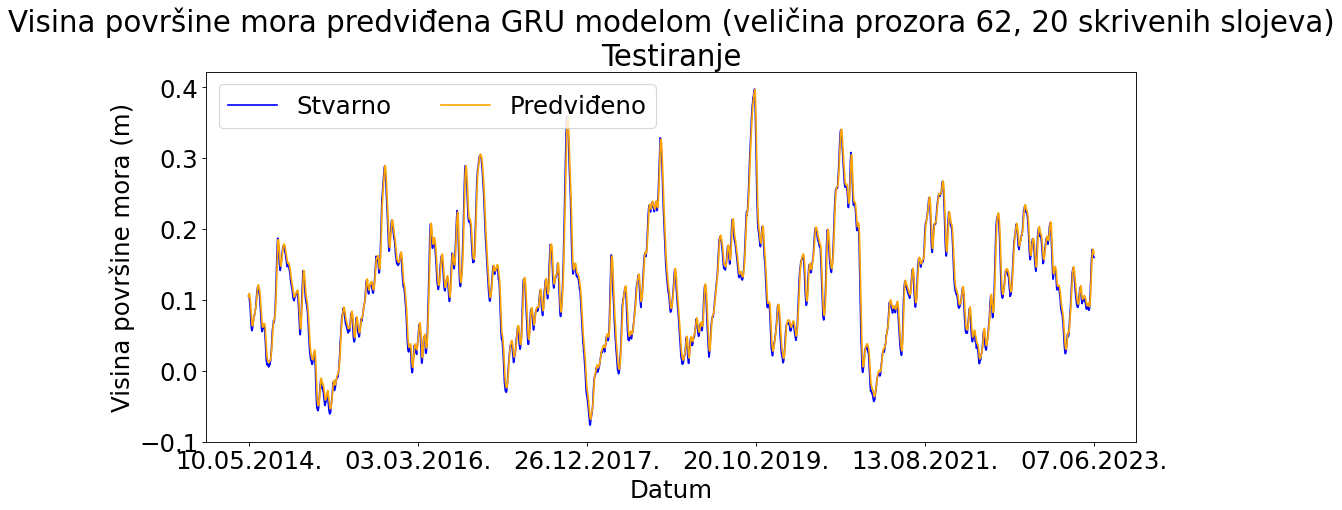 Visina površine mora predviđena GRU modelom (veličina prozora 62, 20 skrivenih slojeva)
Testiranje
Stvarno Predviđeno
Visina površine mora (m)
0.4
0.3
0.2
0.1
0.0
−0.1
10.05.2014. 03.03.2016. 26.12.2017. 20.10.2019. 13.08.2021. 07.06.2023.
Datum